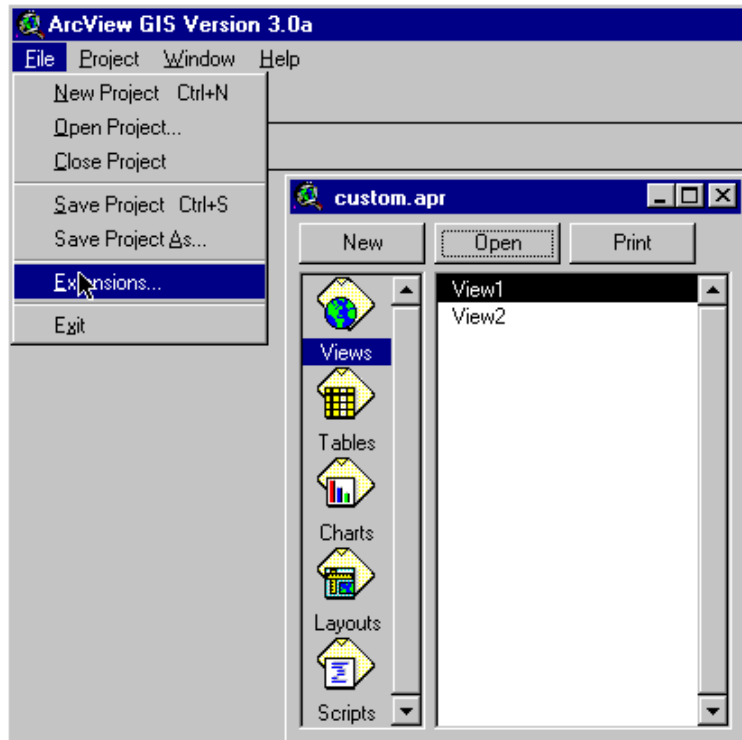 ArcView GIS Version 3.0a
File Project Window Help
New Project Ctrl+N
Open Project...
Close Project
Save Project Ctrl+S
Save Project As...
Extensions...
Exit
custom.apr
New Open Print
View1
View2
Views
Tables
Charts
Layouts
Scripts